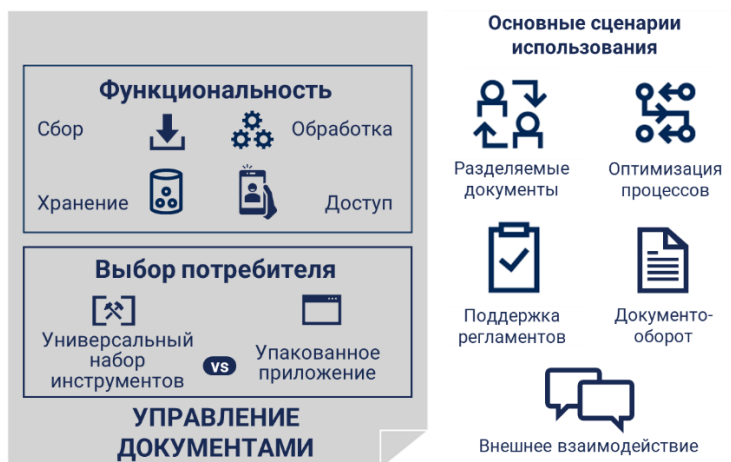 Функциональность
Сбор
Обработка
Хранение
Доступ
Выбор потребителя
Универсальный
набор
инструментов
vs
Упакованное
приложение
УПРАВЛЕНИЕ
ДОКУМЕНТАМИ
Основные сценарии
использования
Разделяемые
документы
Оптимизация
процессов
Поддержка
регламентов
Документо-
оборот
Внешнее взаимодействие